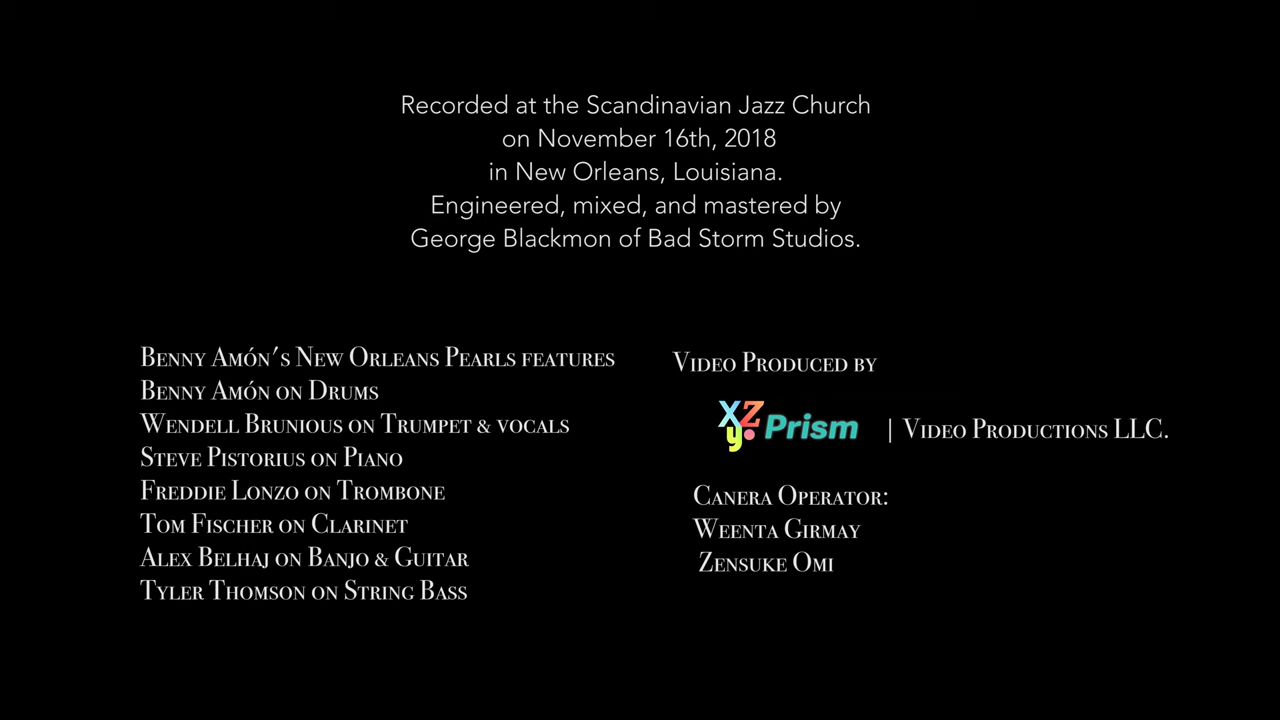 Recorded at the Scandinavian Jazz Church
on November 16th, 2018
in New Orleans, Louisiana.
Engineered, mixed, and mastered by
George Blackmon of Bad Storm Studios.
Benny Amón's New Orleans Pearls features
Benny Amón on Drums
Wendell Brunious on Trumpet & vocals
Steve Pistorius on Piano
Freddie Lonzo on Trombone
Tom Fischer on Clarinet
Alex Belhaj on Banjo & Guitar
Tyler Thomson on String Bass
Video Produced by
XYZ Prism | Video Productions LLC.
Canera Operator:
Weenta Girmay
Zensuke Omi